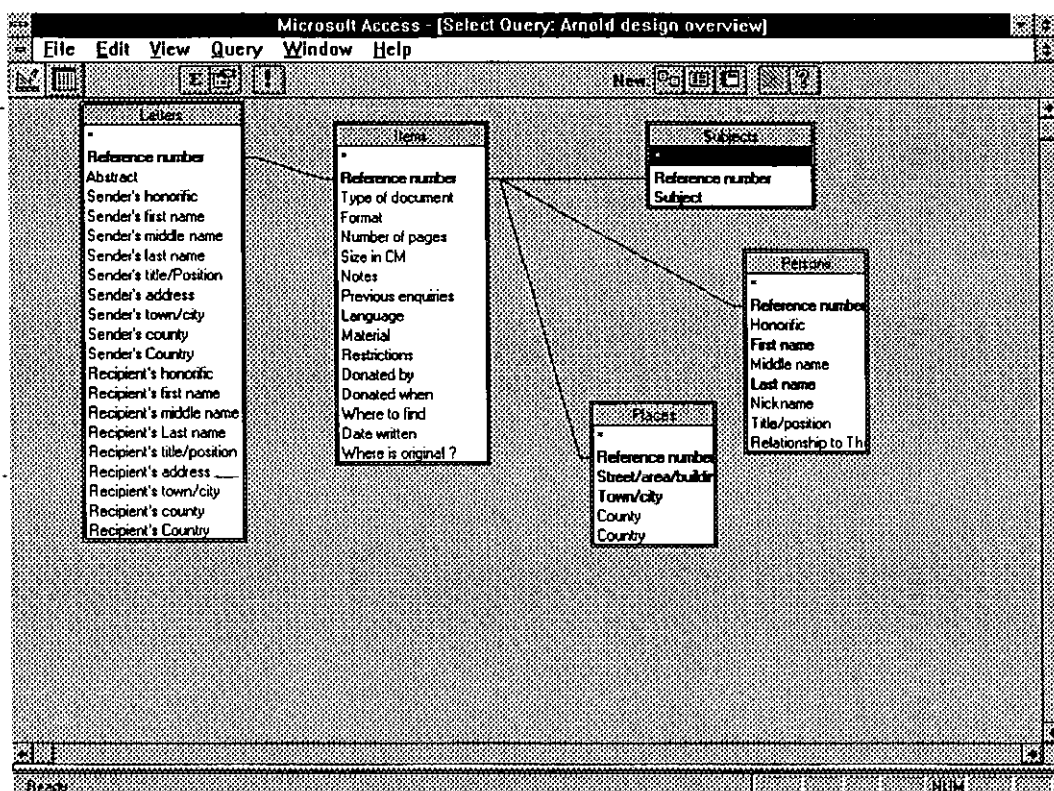 Microsoft Access - [Select Query: Arnold design overview]
File Edit View Query Window Help
New:
Letters
*
Reference number
Abstract
Sender's honorific
Sender's first name
Sender's middle name
Sender's last name
Sender's title/Position
Sender's address
Sender's town/city
Sender's county
Sender's Country
Recipient's honorific
Recipient's first name
Recipient's middle name
Recipient's Last name
Recipient's title/position
Recipient's address
Recipient's town/city
Recipient's county
Recipient's Country
Items
*
Reference number
Type of document
Format
Number of pages
Size in CM
Notes
Previous enquiries
Language
Material
Restrictions
Donated by
Donated when
Where to find
Date written
Where is original ?
Subjects
*
Reference number
Subject
Persons
*
Reference number
Honorific
First name
Middle name
Last name
Nickname
Title/position
Relationship to Th
Places
*
Reference number
Street/area/buildin
Town/city
County
Country
Ready
NUM